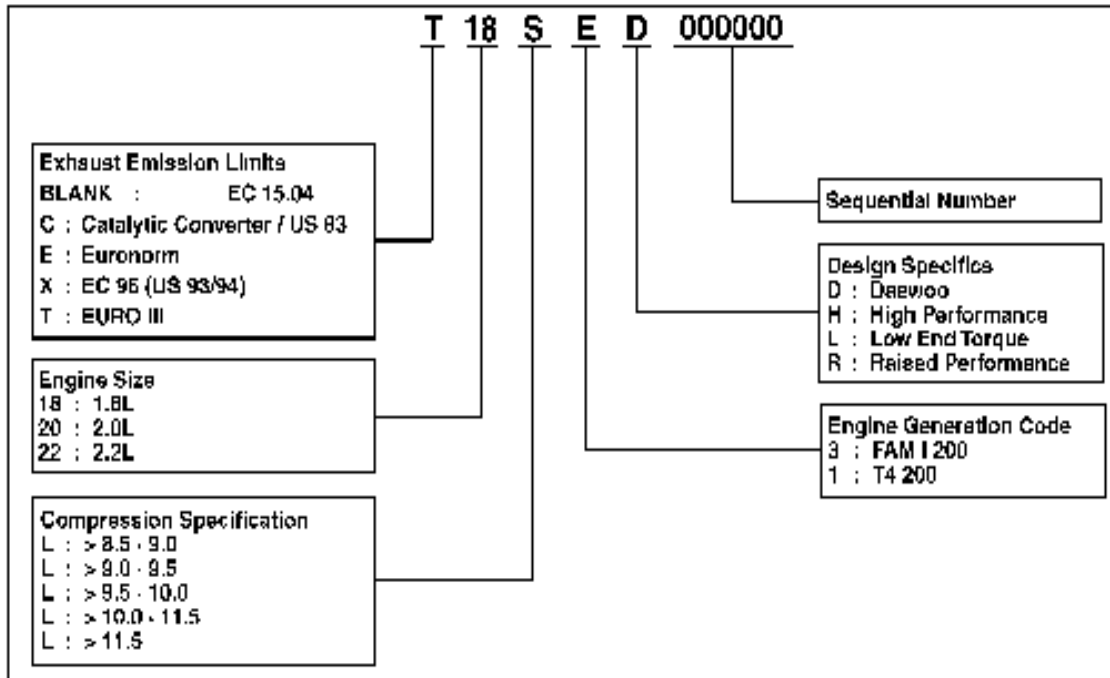 T 18 S E D 000000
Exhaust Emission Limits
BLANK : EC 15.04
C : Catalytic Converter / US 83
E : Euronorm
X : EC 96 (US 93/94)
T : EURO III
Engine Size
18 : 1.8L
20 : 2.0L
22 : 2.2L
Compression Specification
L : > 8.5 - 9.0
L : > 9.0 - 9.5
L : > 9.5 - 10.0
L : > 10.0 - 11.5
L : > 11.5
Sequential Number
Design Specifics
D : Daewoo
H : High Performance
L : Low End Torque
R : Raised Performance
Engine Generation Code
3 : FAM I 200
1 : T4 200